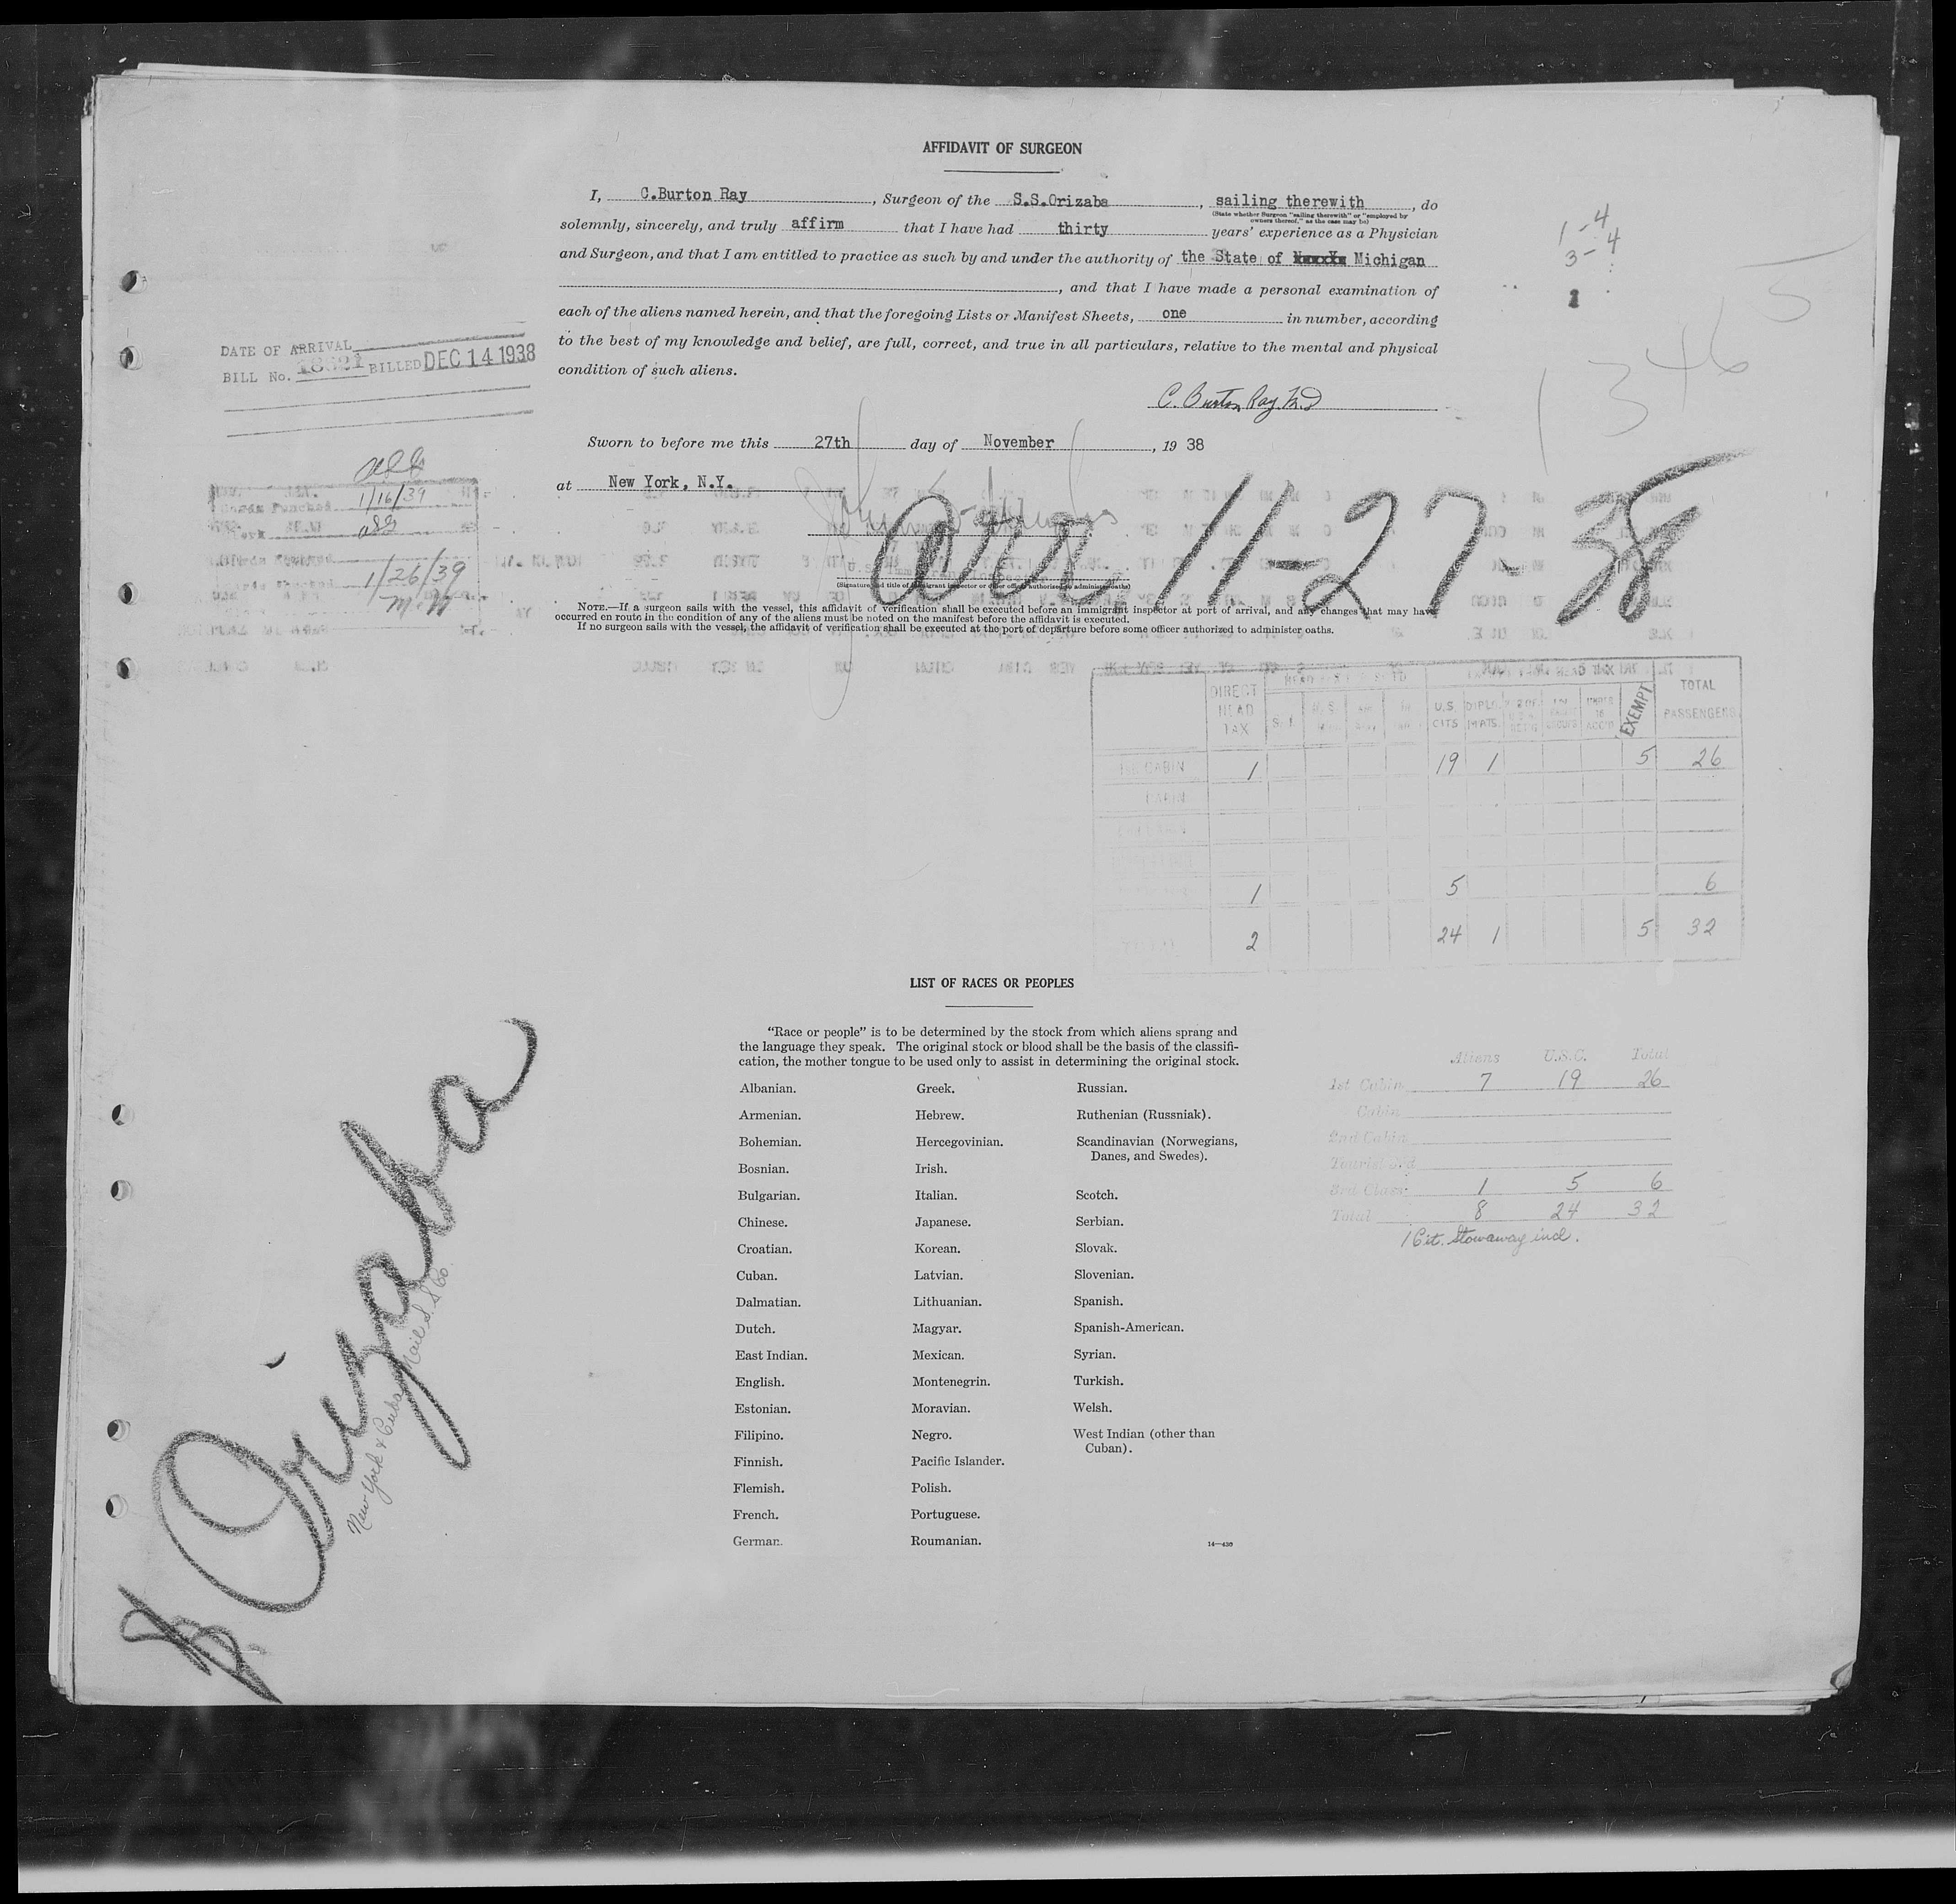 AFFIDAVIT OF SURGEON
I, C.Burton Ray, Surgeon of the S.S.Orizaba, sailing therewith, do
(State whether Surgeon "sailing therewith" or "employed by
owners thereof," as the case may be)
solemnly, sincerely, and truly affirm that I have had thirty years' experience as a Physician
and Surgeon, and that I am entitled to practice as such by and under the authority of the State of Michigan
, and that I have made a personal examination of
each of the aliens named herein, and that the foregoing Lists or Manifest Sheets, one in number, according
to the best of my knowledge and belief, are full, correct, and true in all particulars, relative to the mental and physical
condition of such aliens.
C. Burton Ray M.D
Sworn to before me this 27th day of November, 19 38
at New York, N.Y.
1-4
3-4
1
1346
5
DATE OF ARRIVAL
BILL No. 18521 BILLED DEC 14 1938
1/16/39
1/26/39
arr 11-27-38
NOTE.—If a surgeon sails with the vessel, this affidavit of verification shall be executed before an immigrant inspector at port of arrival, and any changes that may have
occurred en route in the condition of any of the aliens must be noted on the manifest before the affidavit is executed.
If no surgeon sails with the vessel, the affidavit of verification shall be executed at the port of departure before some officer authorized to administer oaths.
DIRECT HEAD TAX U.S. CITS DIPLO EXEMPT TOTAL PASSENGERS
1st CABIN 1 19 1 5 26
CABIN
1 5 6
2 24 1 5 32
LIST OF RACES OR PEOPLES
"Race or people" is to be determined by the stock from which aliens sprang and
the language they speak. The original stock or blood shall be the basis of the classifi-
cation, the mother tongue to be used only to assist in determining the original stock.
Albanian. Greek. Russian.
Armenian. Hebrew. Ruthenian (Russniak).
Bohemian. Hercegovinian. Scandinavian (Norwegians,
Danes, and Swedes).
Bosnian. Irish.
Bulgarian. Italian. Scotch.
Chinese. Japanese. Serbian.
Croatian. Korean. Slovak.
Cuban. Latvian. Slovenian.
Dalmatian. Lithuanian. Spanish.
Dutch. Magyar. Spanish-American.
East Indian. Mexican. Syrian.
English. Montenegrin. Turkish.
Estonian. Moravian. Welsh.
Filipino. Negro. West Indian (other than
Cuban).
Finnish. Pacific Islander.
Flemish. Polish.
French. Portuguese.
German. Roumanian.
14—430
Aliens U.S.C. Total
1st Cabin 7 19 26
Cabin
2nd Cabin
Tourist 3rd
3rd Class 1 5 6
Total 8 24 32
1 Cit. Stowaway incl.
Orizaba
New York & Cuba Mail S.S. Co.